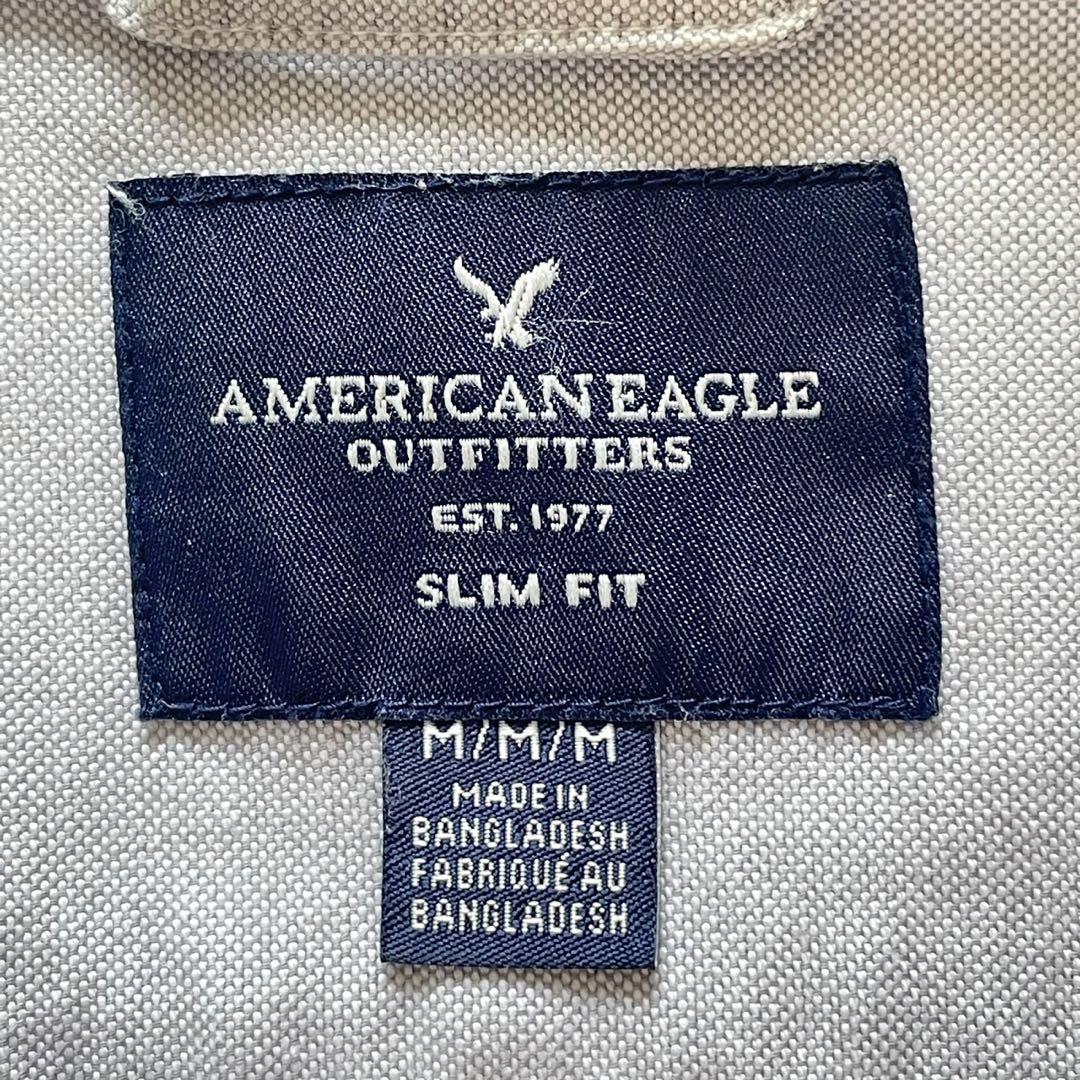 AMERICAN EAGLE
OUTFITTERS
EST. 1977
SLIM FIT
M/M/M
MADE IN
BANGLADESH
FABRIQUÉ AU
BANGLADESH